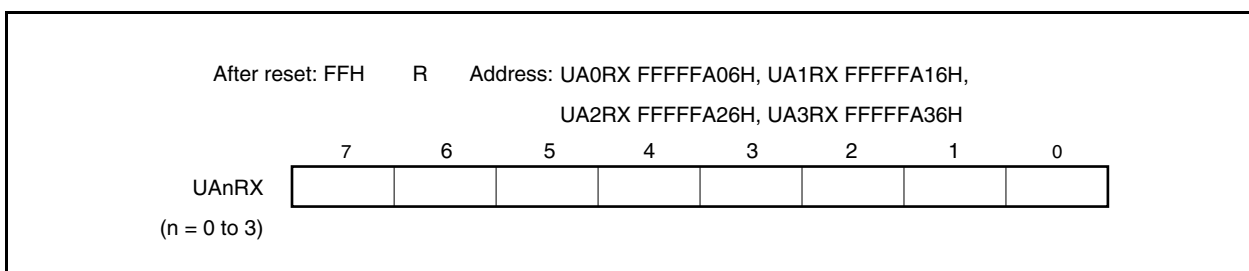 After reset: FFH R Address: UA0RX FFFFFA06H, UA1RX FFFFFA16H,
UA2RX FFFFFA26H, UA3RX FFFFFA36H
7 6 5 4 3 2 1 0
UAnRX
(n = 0 to 3)